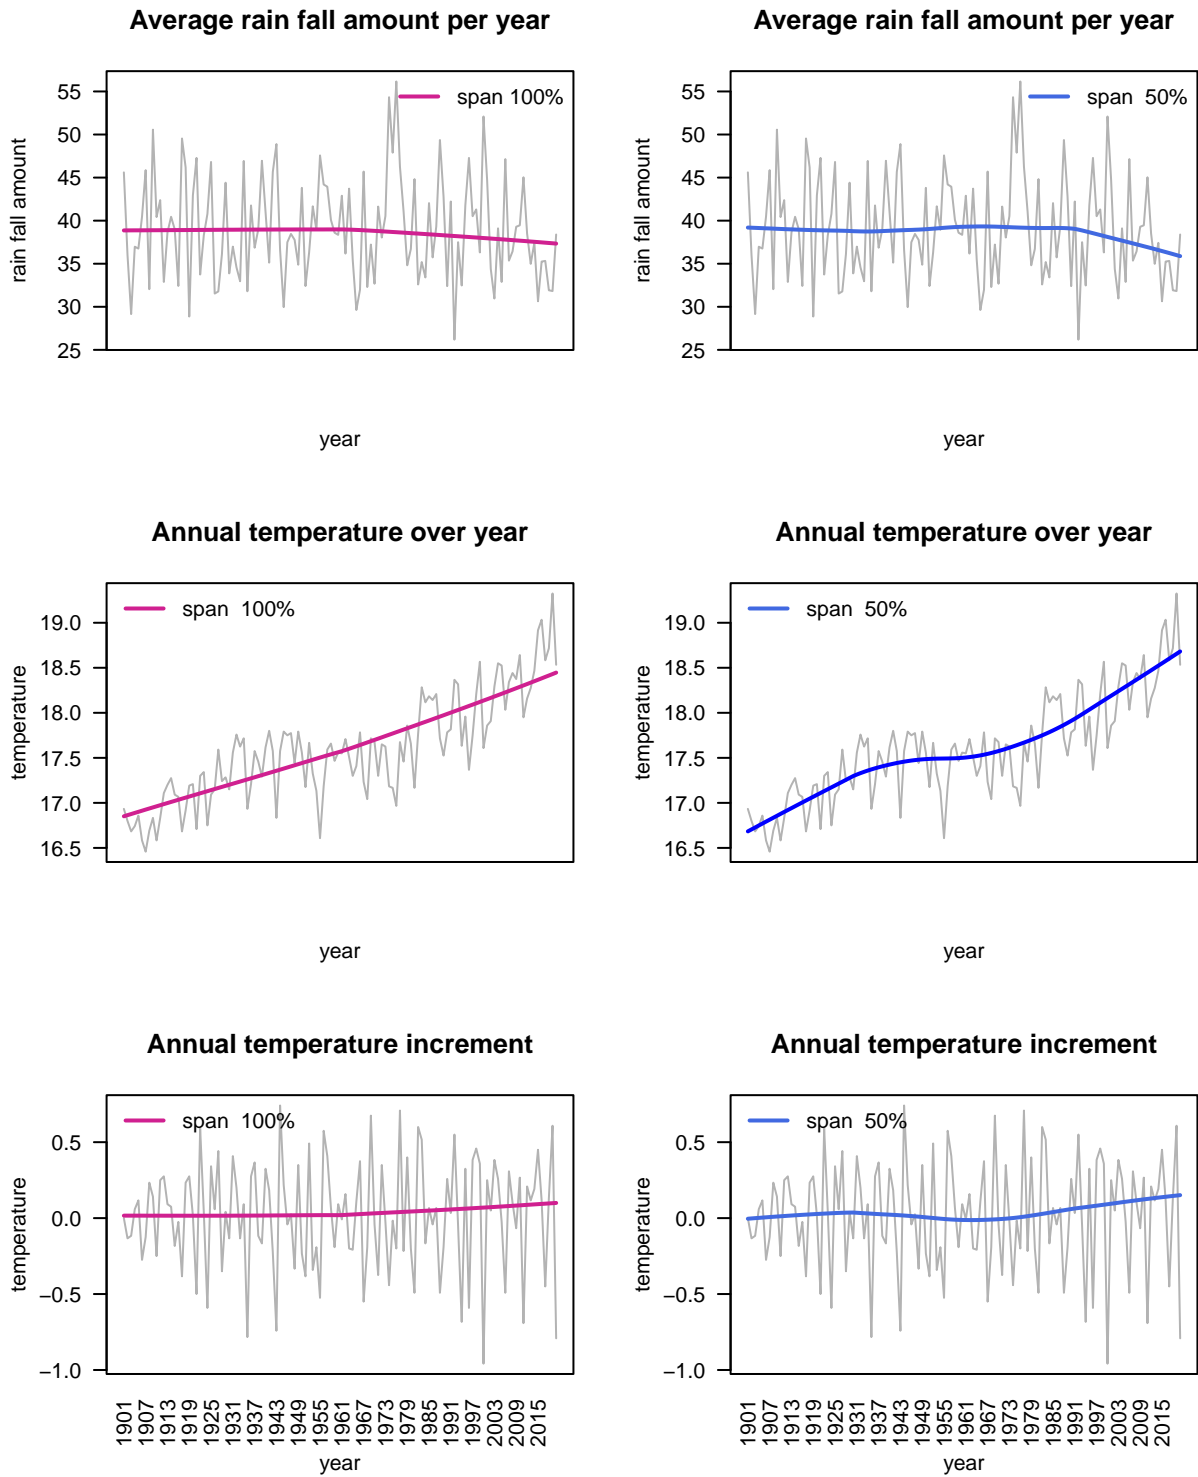 Average rain fall amount per year
rain fall amount
55
50
45
40
35
30
25
span 100%
year
Average rain fall amount per year
rain fall amount
55
50
45
40
35
30
25
span 50%
year
Annual temperature over year
temperature
19.0
18.5
18.0
17.5
17.0
16.5
span 100%
year
Annual temperature over year
temperature
19.0
18.5
18.0
17.5
17.0
16.5
span 50%
year
Annual temperature increment
temperature
0.5
0.0
−0.5
−1.0
span 100%
1901 1907 1913 1919 1925 1931 1937 1943 1949 1955 1961 1967 1973 1979 1985 1991 1997 2003 2009 2015
year
Annual temperature increment
temperature
0.5
0.0
−0.5
−1.0
span 50%
1901 1907 1913 1919 1925 1931 1937 1943 1949 1955 1961 1967 1973 1979 1985 1991 1997 2003 2009 2015
year